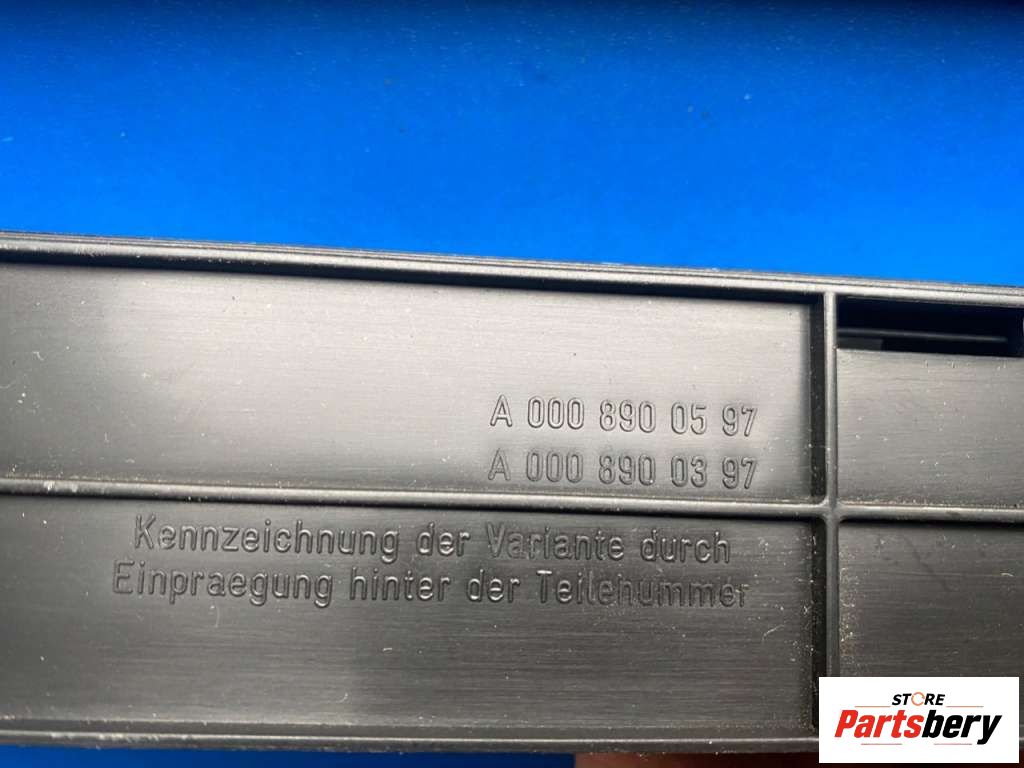 A 000 890 05 97
A 000 890 03 97
Kennzeichnung der Variante durch
Einpraegung hinter der Teilenummer
STORE
Partsbery